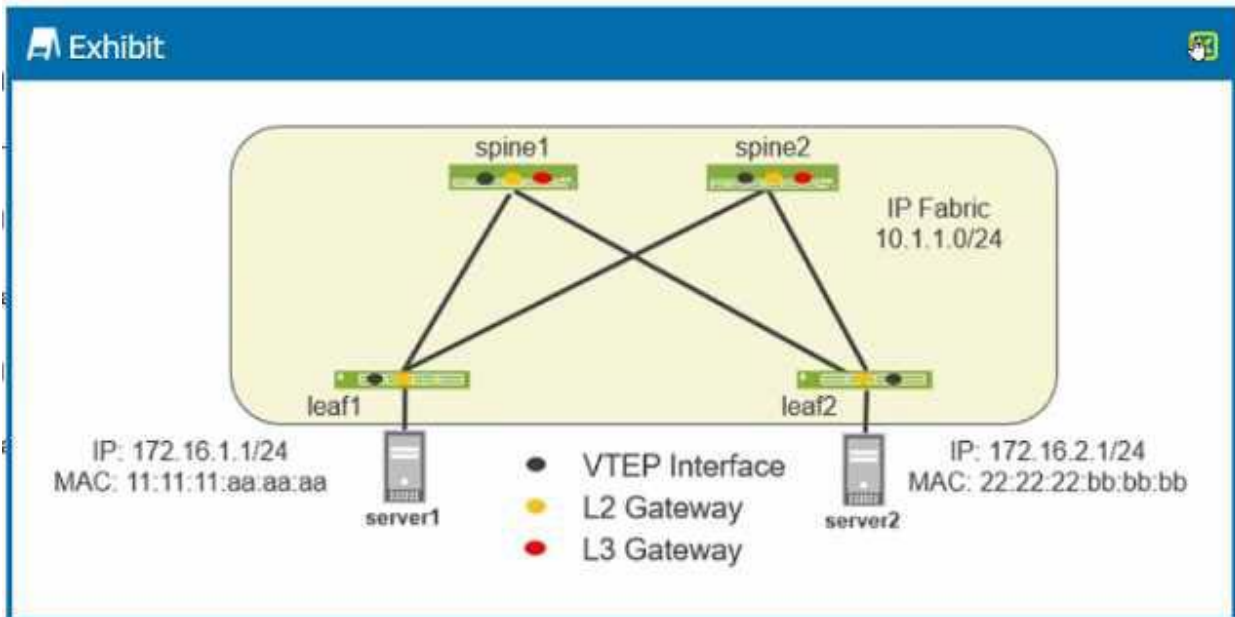 Exhibit
spine1
spine2
IP Fabric
10.1.1.0/24
leaf1
leaf2
IP: 172.16.1.1/24
MAC: 11:11:11:aa:aa:aa
server1
VTEP Interface
L2 Gateway
L3 Gateway
IP: 172.16.2.1/24
MAC: 22:22:22:bb:bb:bb
server2